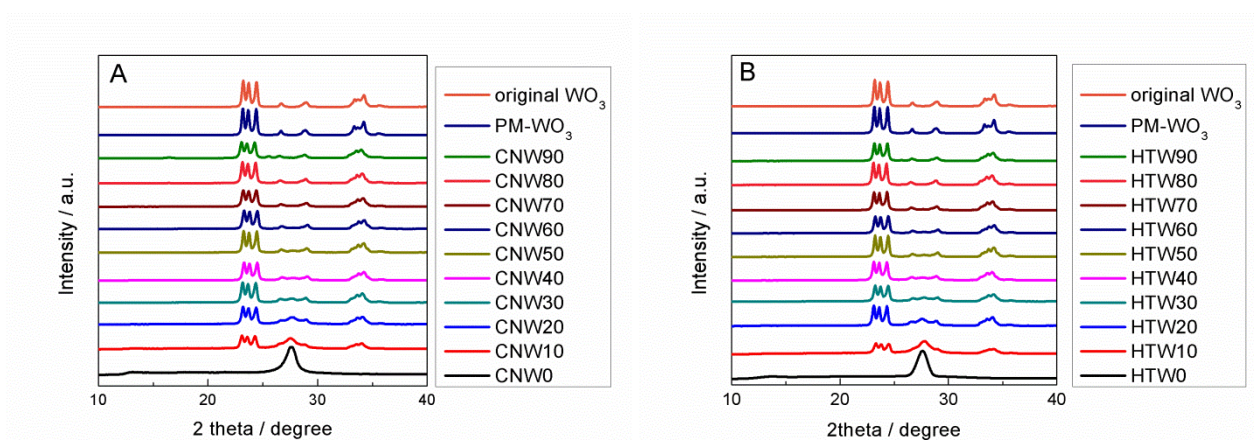 A
Intensity / a.u.
10
20
30
40
2 theta / degree
original WO₃
PM-WO₃
CNW90
CNW80
CNW70
CNW60
CNW50
CNW40
CNW30
CNW20
CNW10
CNW0
B
Intensity / a.u.
10
20
30
40
2theta / degree
original WO₃
PM-WO₃
HTW90
HTW80
HTW70
HTW60
HTW50
HTW40
HTW30
HTW20
HTW10
HTW0